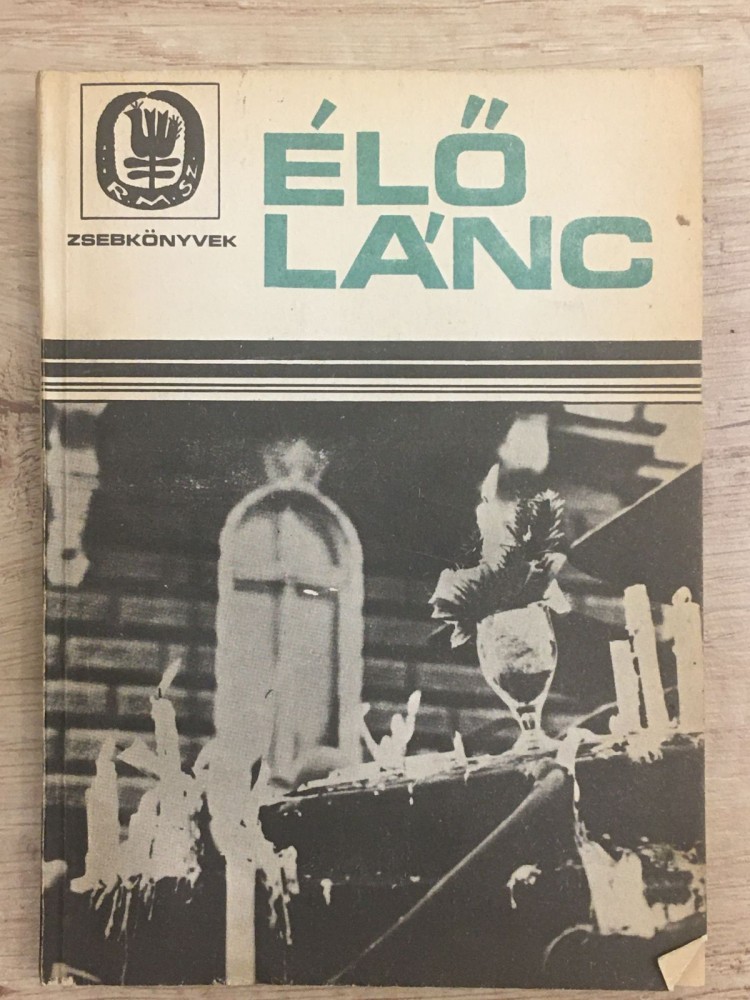 R. M. SZ.
ZSEBKÖNYVEK
ÉLŐ
LÁNC